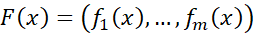 F(x) = (f₁(x), ..., fₘ(x))